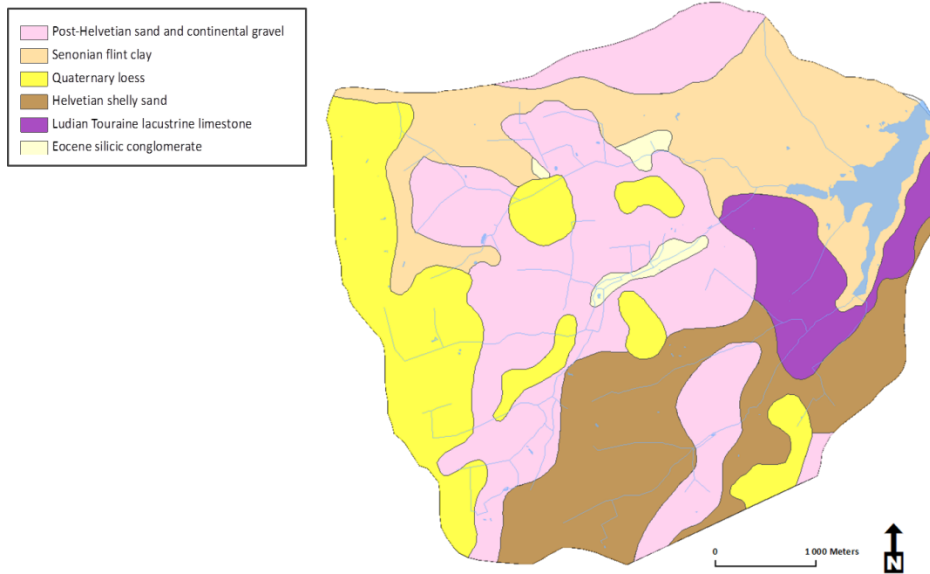 Post-Helvetian sand and continental gravel
Senonian flint clay
Quaternary loess
Helvetian shelly sand
Ludian Touraine lacustrine limestone
Eocene silicic conglomerate
0 1 000 Meters
N